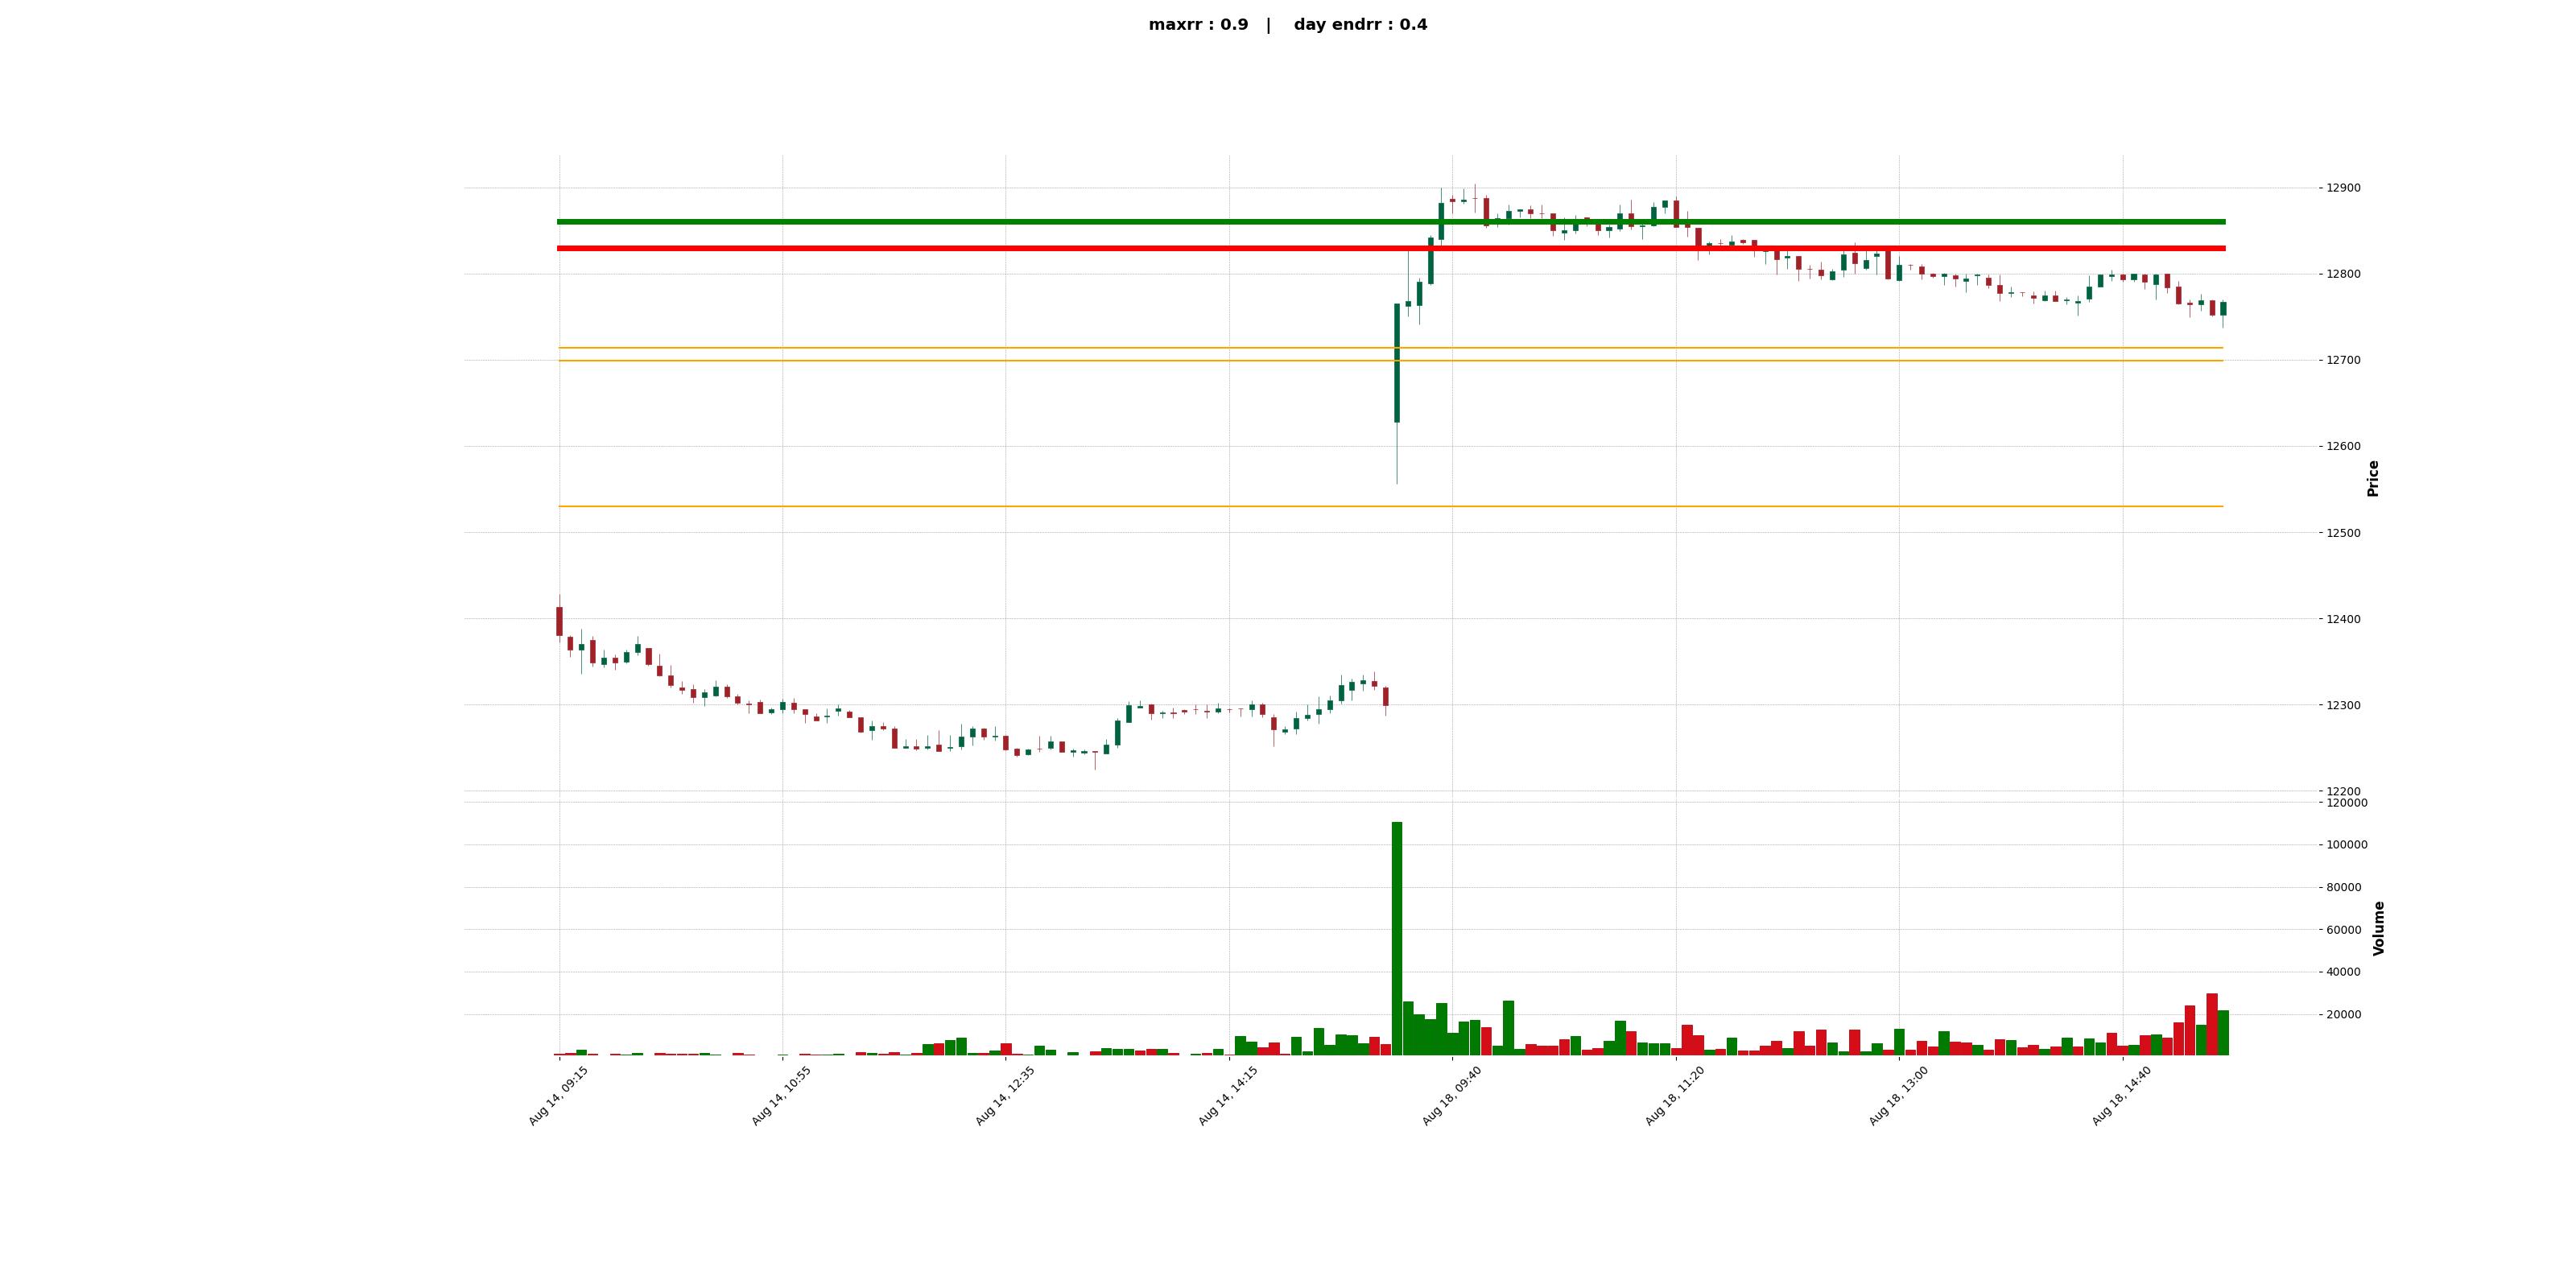 maxrr : 0.9 | day endrr : 0.4
12900
12800
12700
12600
12500
12400
12300
12200
Price
120000
100000
80000
60000
40000
20000
Volume
Aug 14, 09:15
Aug 14, 10:55
Aug 14, 12:35
Aug 14, 14:15
Aug 18, 09:40
Aug 18, 11:20
Aug 18, 13:00
Aug 18, 14:40